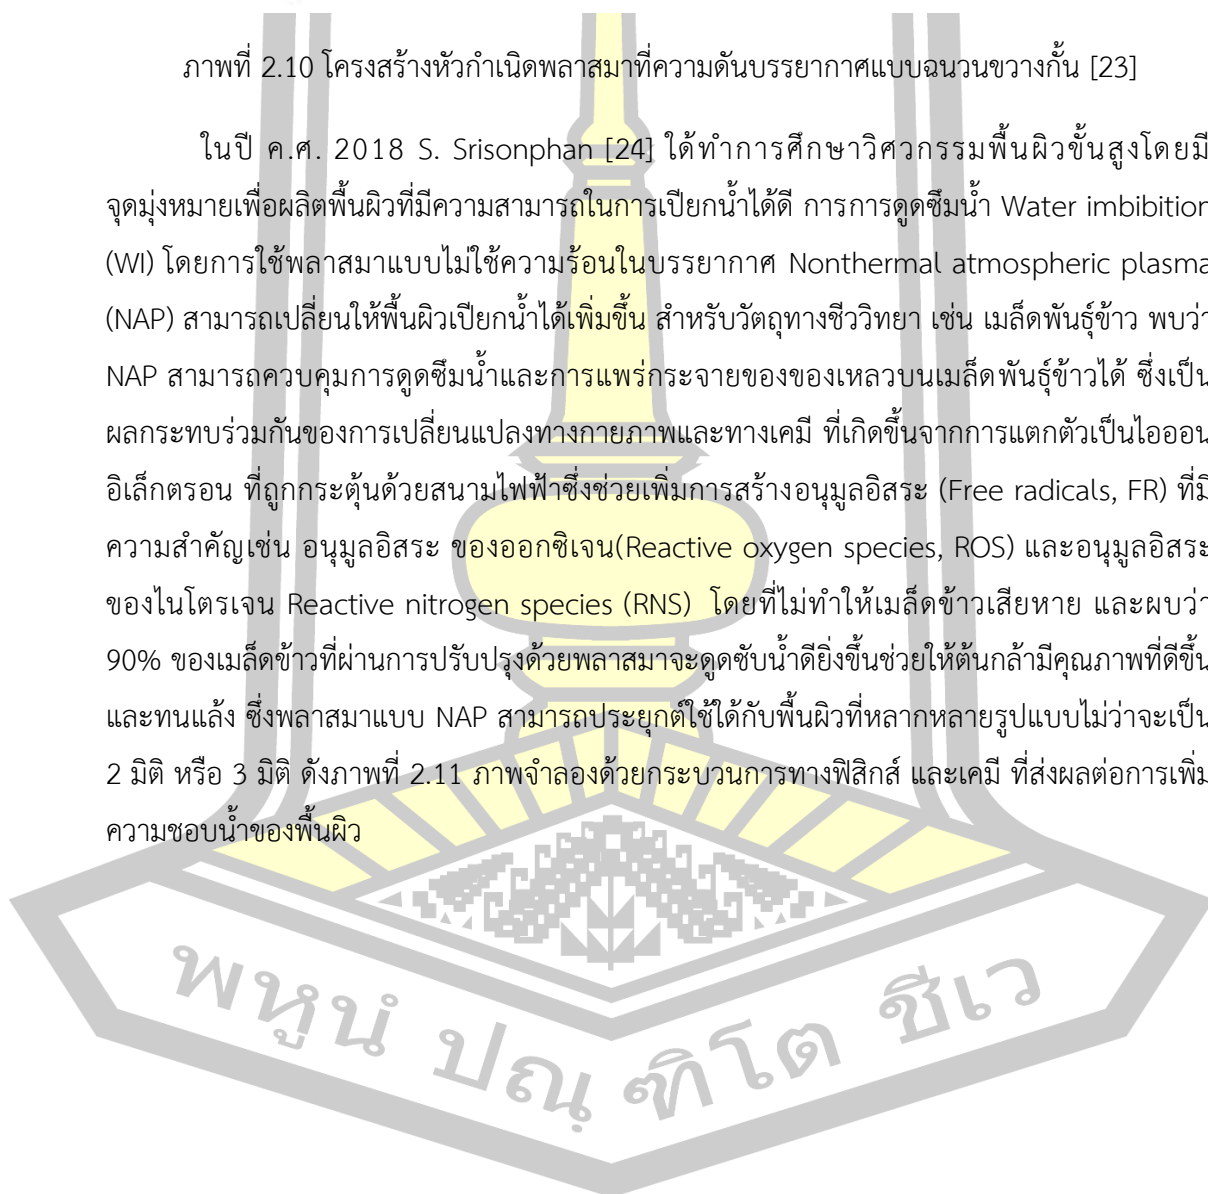 ภาพที่ 2.10 โครงสร้างหัวกำเนิดพลาสมาที่ความดันบรรยากาศแบบฉนวนขวางกั้น [23]
ในปี ค.ศ. 2018 S. Srisonphan [24] ได้ทำการศึกษาวิศวกรรมพื้นผิวขั้นสูงโดยมี
จุดมุ่งหมายเพื่อผลิตพื้นผิวที่มีความสามารถในการเปียกน้ำได้ดี การการดูดซึมน้ำ Water imbibition
(WI) โดยการใช้พลาสมาแบบไม่ใช้ความร้อนในบรรยากาศ Nonthermal atmospheric plasma
(NAP) สามารถเปลี่ยนให้พื้นผิวเปียกน้ำได้เพิ่มขึ้น สำหรับวัตถุทางชีววิทยา เช่น เมล็ดพันธุ์ข้าว พบว่า
NAP สามารถควบคุมการดูดซึมน้ำและการแพร่กระจายของของเหลวบนเมล็ดพันธุ์ข้าวได้ ซึ่งเป็น
ผลกระทบร่วมกันของการเปลี่ยนแปลงทางกายภาพและทางเคมี ที่เกิดขึ้นจากการแตกตัวเป็นไอออน
อิเล็กตรอน ที่ถูกกระตุ้นด้วยสนามไฟฟ้าซึ่งช่วยเพิ่มการสร้างอนุมูลอิสระ (Free radicals, FR) ที่มี
ความสำคัญเช่น อนุมูลอิสระ ของออกซิเจน(Reactive oxygen species, ROS) และอนุมูลอิสระ
ของไนโตรเจน Reactive nitrogen species (RNS) โดยที่ไม่ทำให้เมล็ดข้าวเสียหาย และผบว่า
90% ของเมล็ดข้าวที่ผ่านการปรับปรุงด้วยพลาสมาจะดูดซับน้ำดียิ่งขึ้นช่วยให้ต้นกล้ามีคุณภาพที่ดีขึ้น
และทนแล้ง ซึ่งพลาสมาแบบ NAP สามารถประยุกต์ใช้ใด้กับพื้นผิวที่หลากหลายรูปแบบไม่ว่าจะเป็น
2 มิติ หรือ 3 มิติ ดังภาพที่ 2.11 ภาพจำลองด้วยกระบวนการทางฟิสิกส์ และเคมี ที่ส่งผลต่อการเพิ่ม
ความชอบน้ำของพื้นผิว
พหูนํ ปณฺ ฑิโต ชีเว